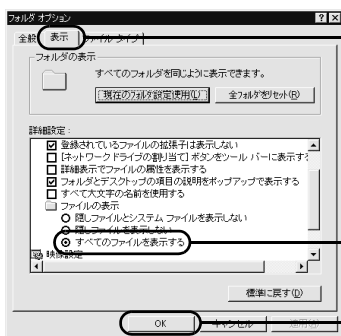 フォルダ オプション
全般
表示
ファイル タイプ
フォルダの表示
すべてのフォルダを同じように表示できます。
現在のフォルダ設定使用(L)
全フォルダをリセット(R)
詳細設定:
登録されているファイルの拡張子は表示しない
[ネットワークドライブの割り当て] ボタンをツール バーに表示す
詳細表示でファイルの属性を表示する
フォルダとデスクトップの項目の説明をポップアップで表示する
すべて大文字の名前を使用する
ファイルの表示
隠しファイルとシステム ファイルを表示しない
隠しファイルを表示しない
すべてのファイルを表示する
映像設定
標準に戻す(D)
OK
キャンセル
適用(A)